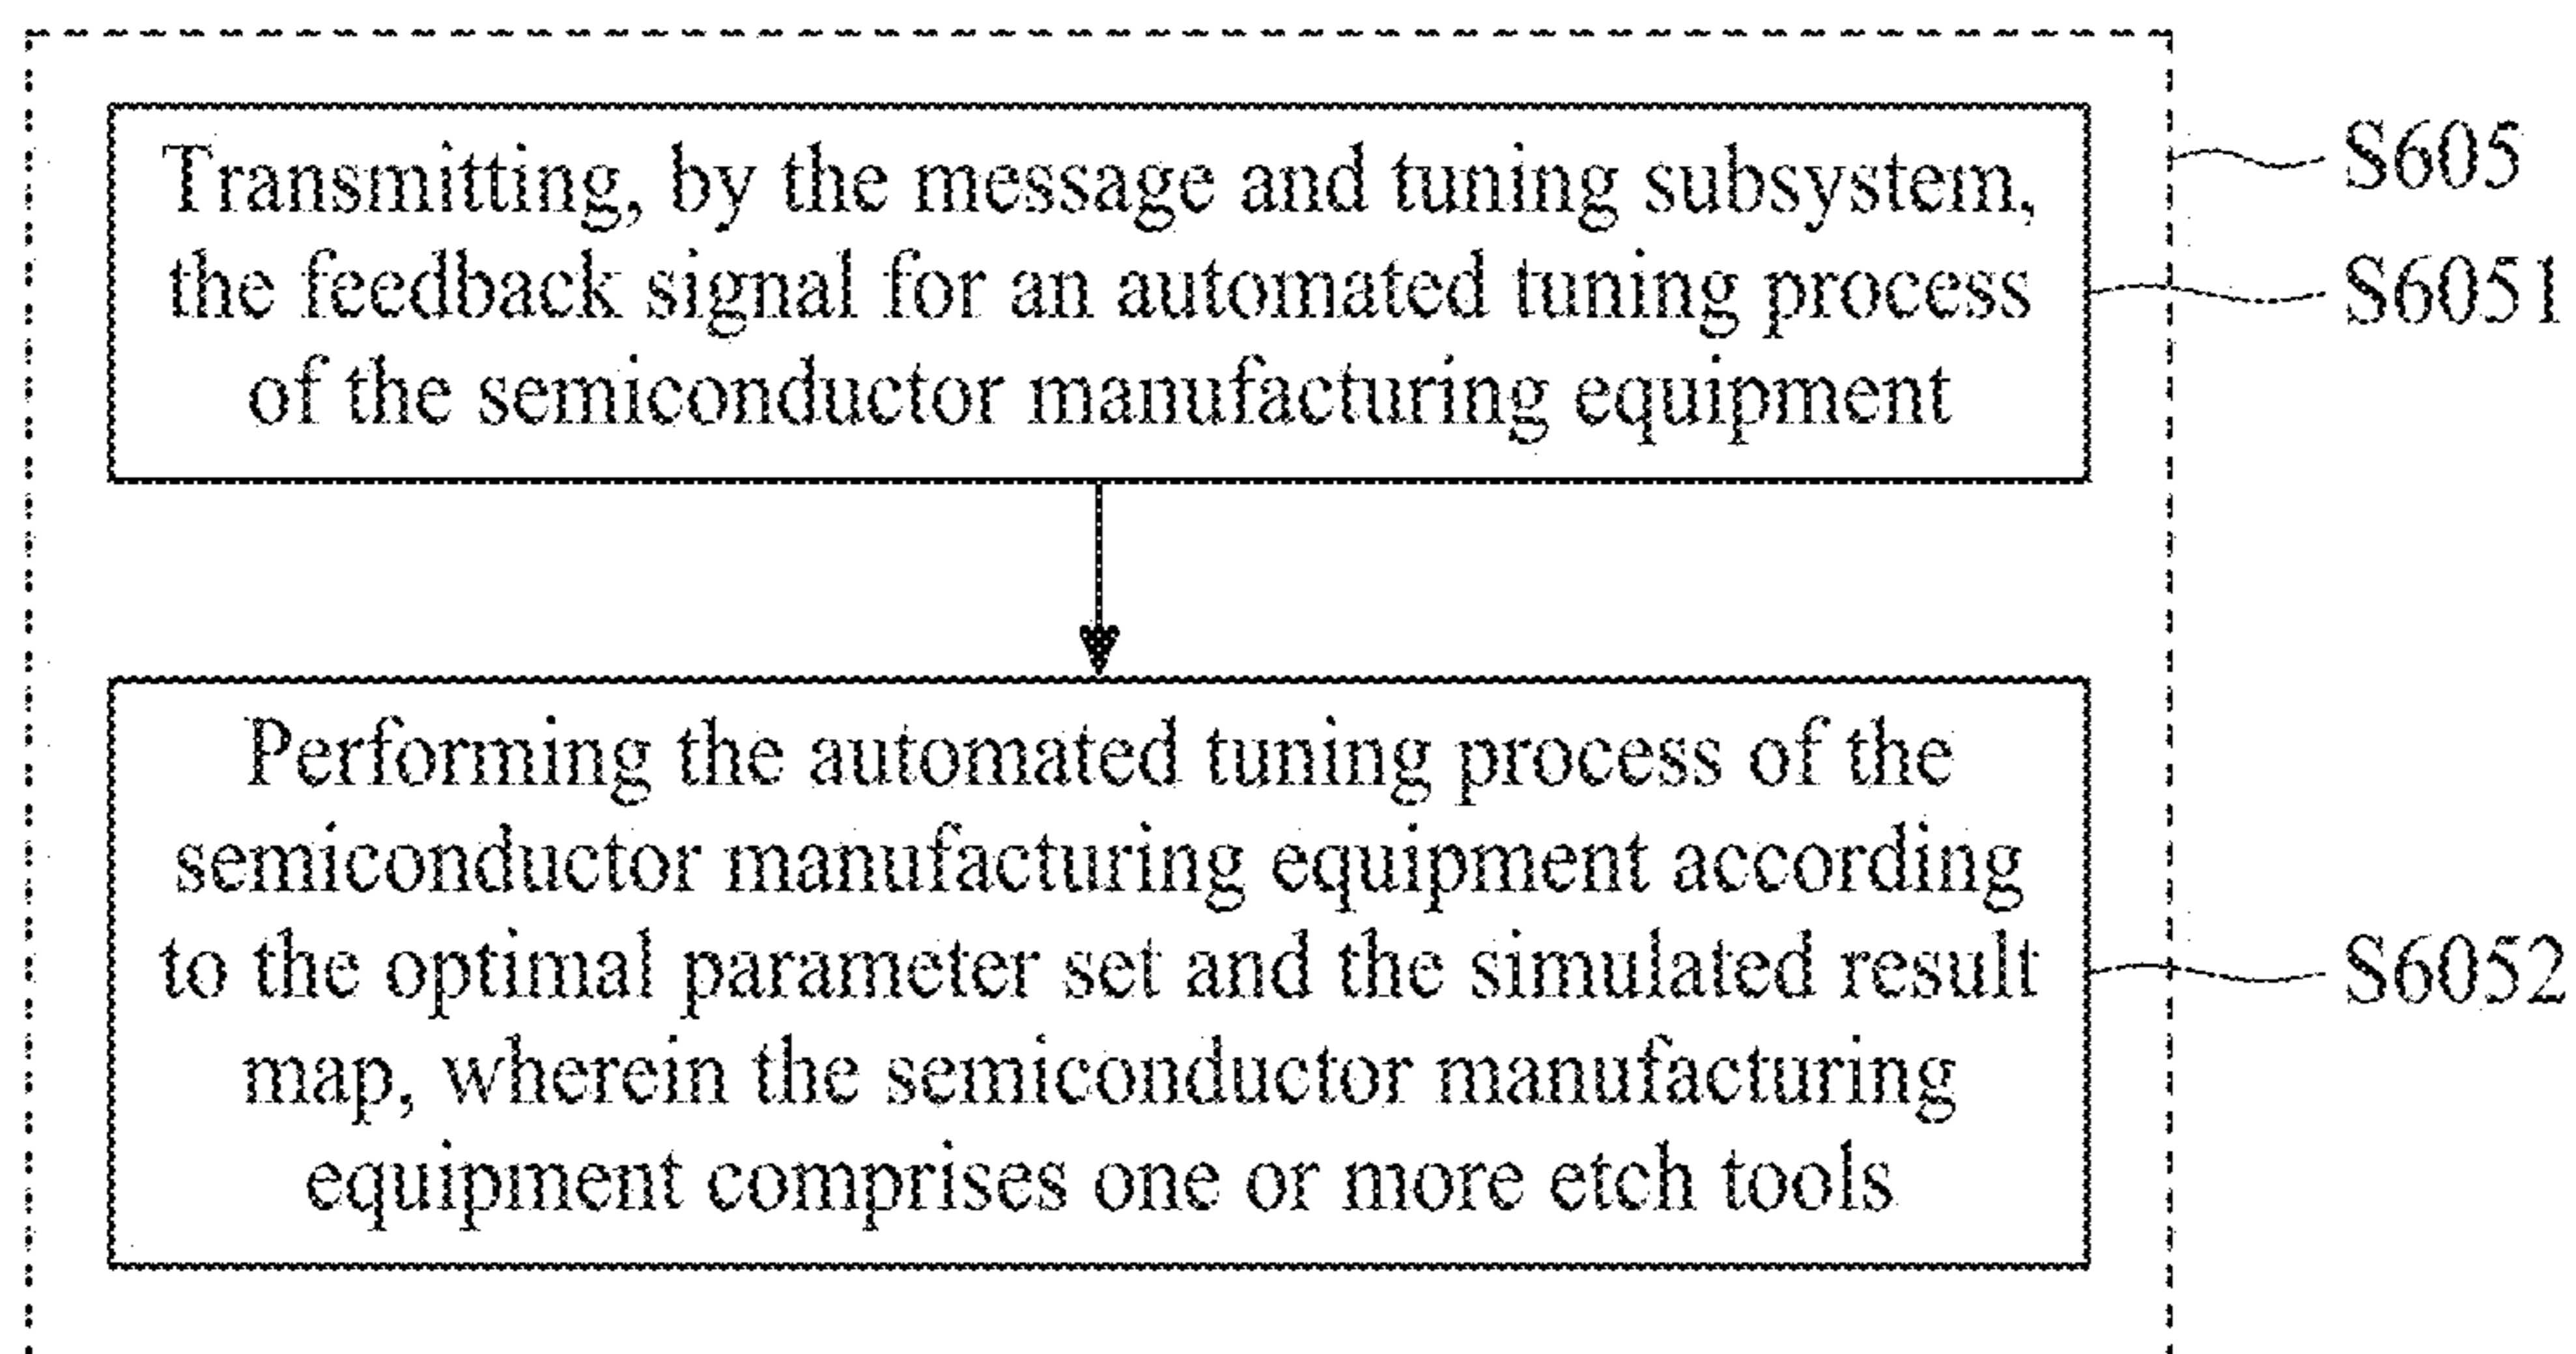 Transmitting, by the message and tuning subsystem,
the feedback signal for an automated tuning process
of the semiconductor manufacturing equipment
S605
S6051
Performing the automated tuning process of the
semiconductor manufacturing equipment according
to the optimal parameter set and the simulated result
map, wherein the semiconductor manufacturing
equipment comprises one or more etch tools
S6052